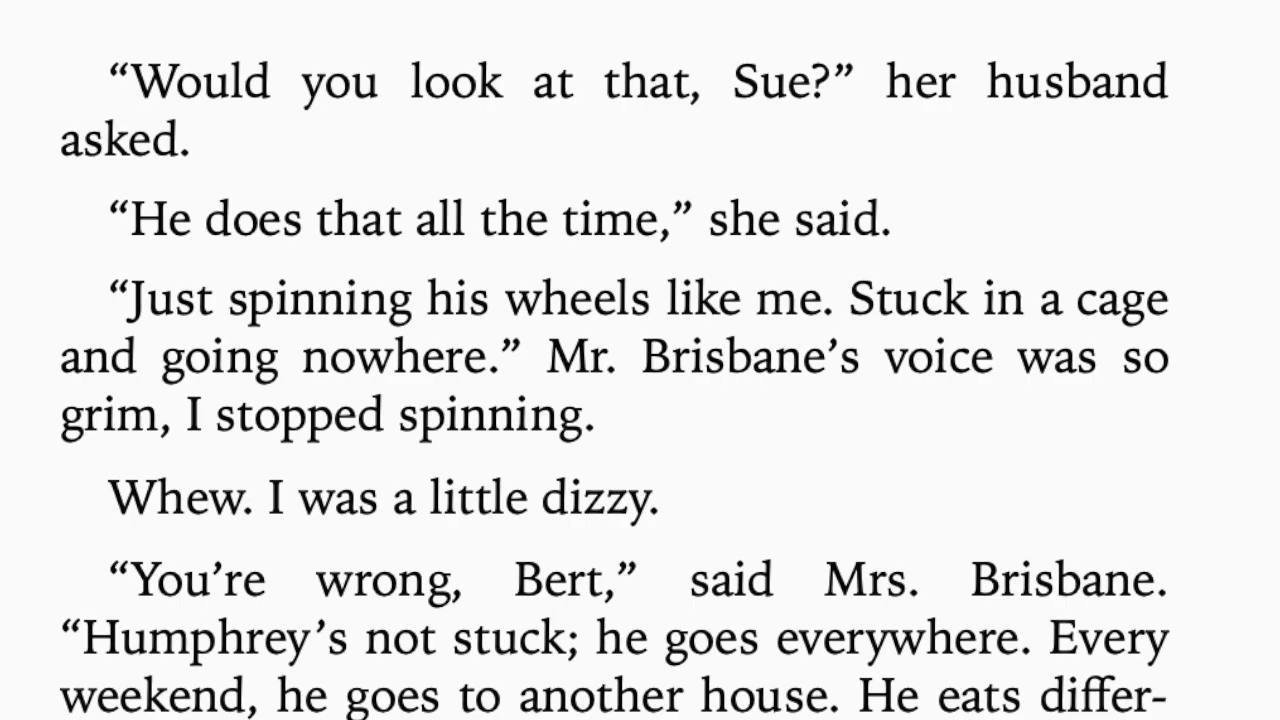 “Would you look at that, Sue?” her husband
asked.
“He does that all the time,” she said.
“Just spinning his wheels like me. Stuck in a cage
and going nowhere.” Mr. Brisbane’s voice was so
grim, I stopped spinning.
Whew. I was a little dizzy.
“You’re wrong, Bert,” said Mrs. Brisbane.
“Humphrey’s not stuck; he goes everywhere. Every
weekend, he goes to another house. He eats differ-